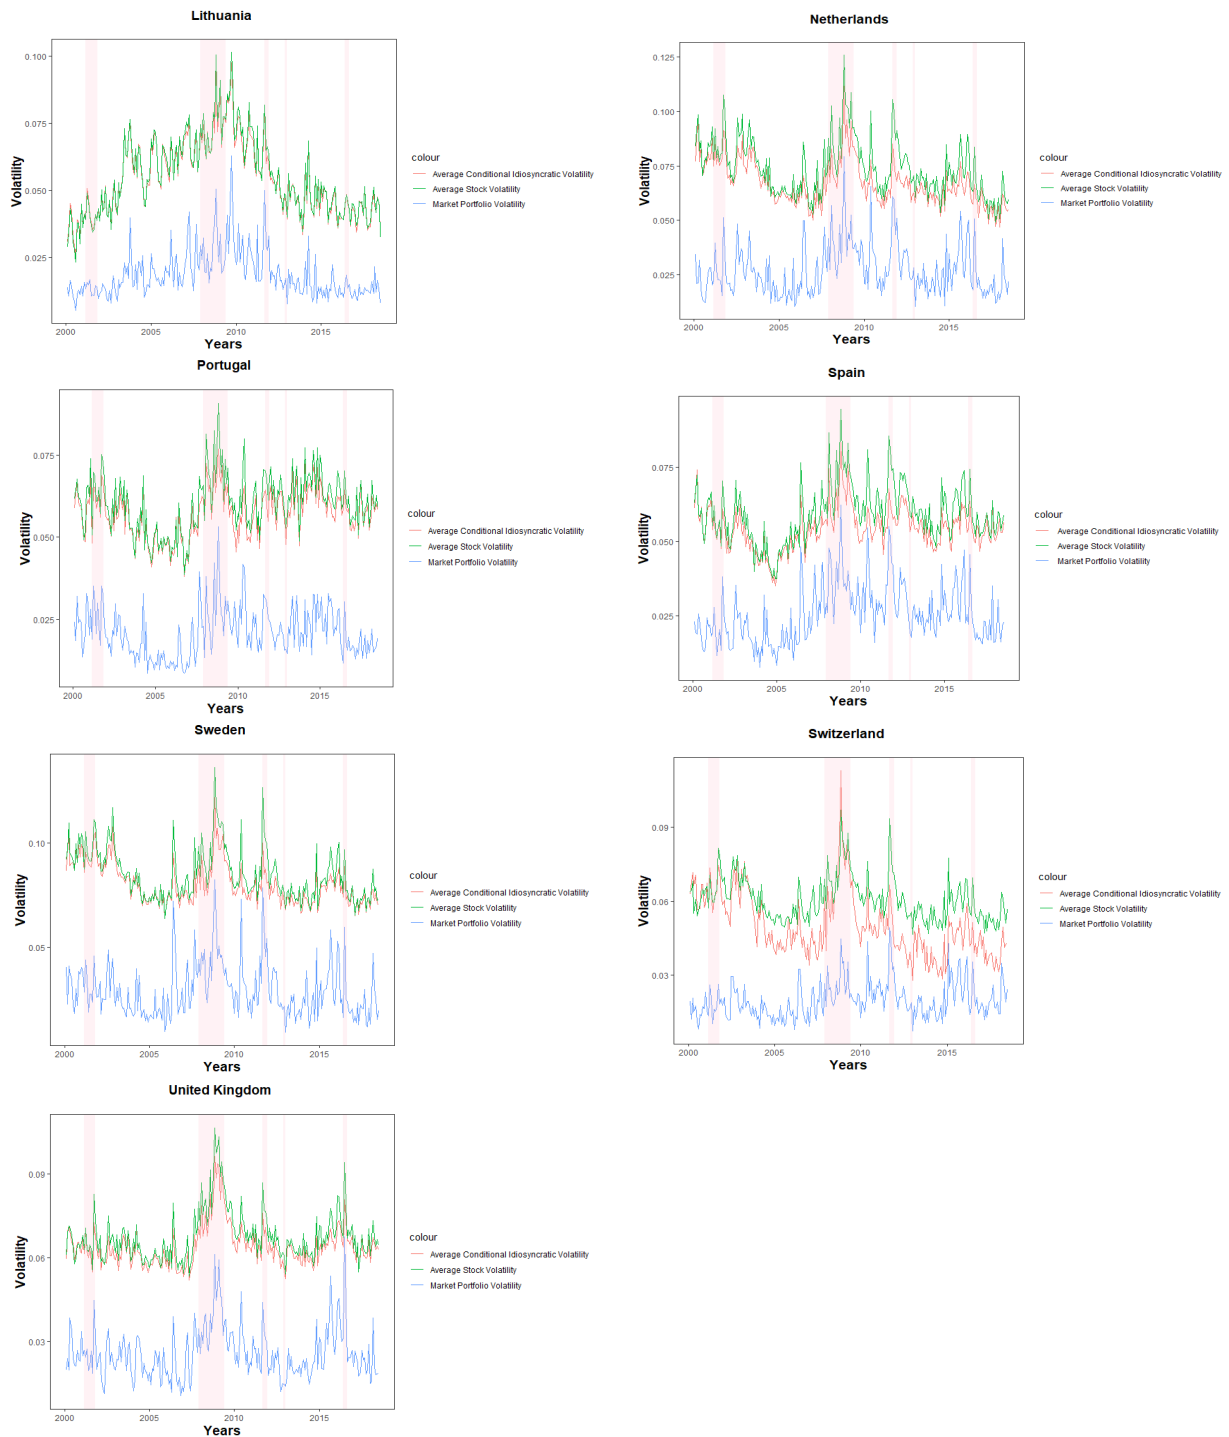 Lithuania
0.100
0.075
0.050
0.025
Volatility
2000 2005 2010 2015
Years
colour
Average Conditional Idiosyncratic Volatility
Average Stock Volatility
Market Portfolio Volatility
Netherlands
0.125
0.100
0.075
0.050
0.025
Volatility
2000 2005 2010 2015
Years
colour
Average Conditional Idiosyncratic Volatility
Average Stock Volatility
Market Portfolio Volatility
Portugal
0.075
0.050
0.025
Volatility
2000 2005 2010 2015
Years
colour
Average Conditional Idiosyncratic Volatility
Average Stock Volatility
Market Portfolio Volatility
Spain
0.075
0.050
0.025
Volatility
2000 2005 2010 2015
Years
colour
Average Conditional Idiosyncratic Volatility
Average Stock Volatility
Market Portfolio Volatility
Sweden
0.10
0.05
Volatility
2000 2005 2010 2015
Years
colour
Average Conditional Idiosyncratic Volatility
Average Stock Volatility
Market Portfolio Volatility
Switzerland
0.09
0.06
0.03
Volatility
2000 2005 2010 2015
Years
colour
Average Conditional Idiosyncratic Volatility
Average Stock Volatility
Market Portfolio Volatility
United Kingdom
0.09
0.06
0.03
Volatility
2000 2005 2010 2015
Years
colour
Average Conditional Idiosyncratic Volatility
Average Stock Volatility
Market Portfolio Volatility